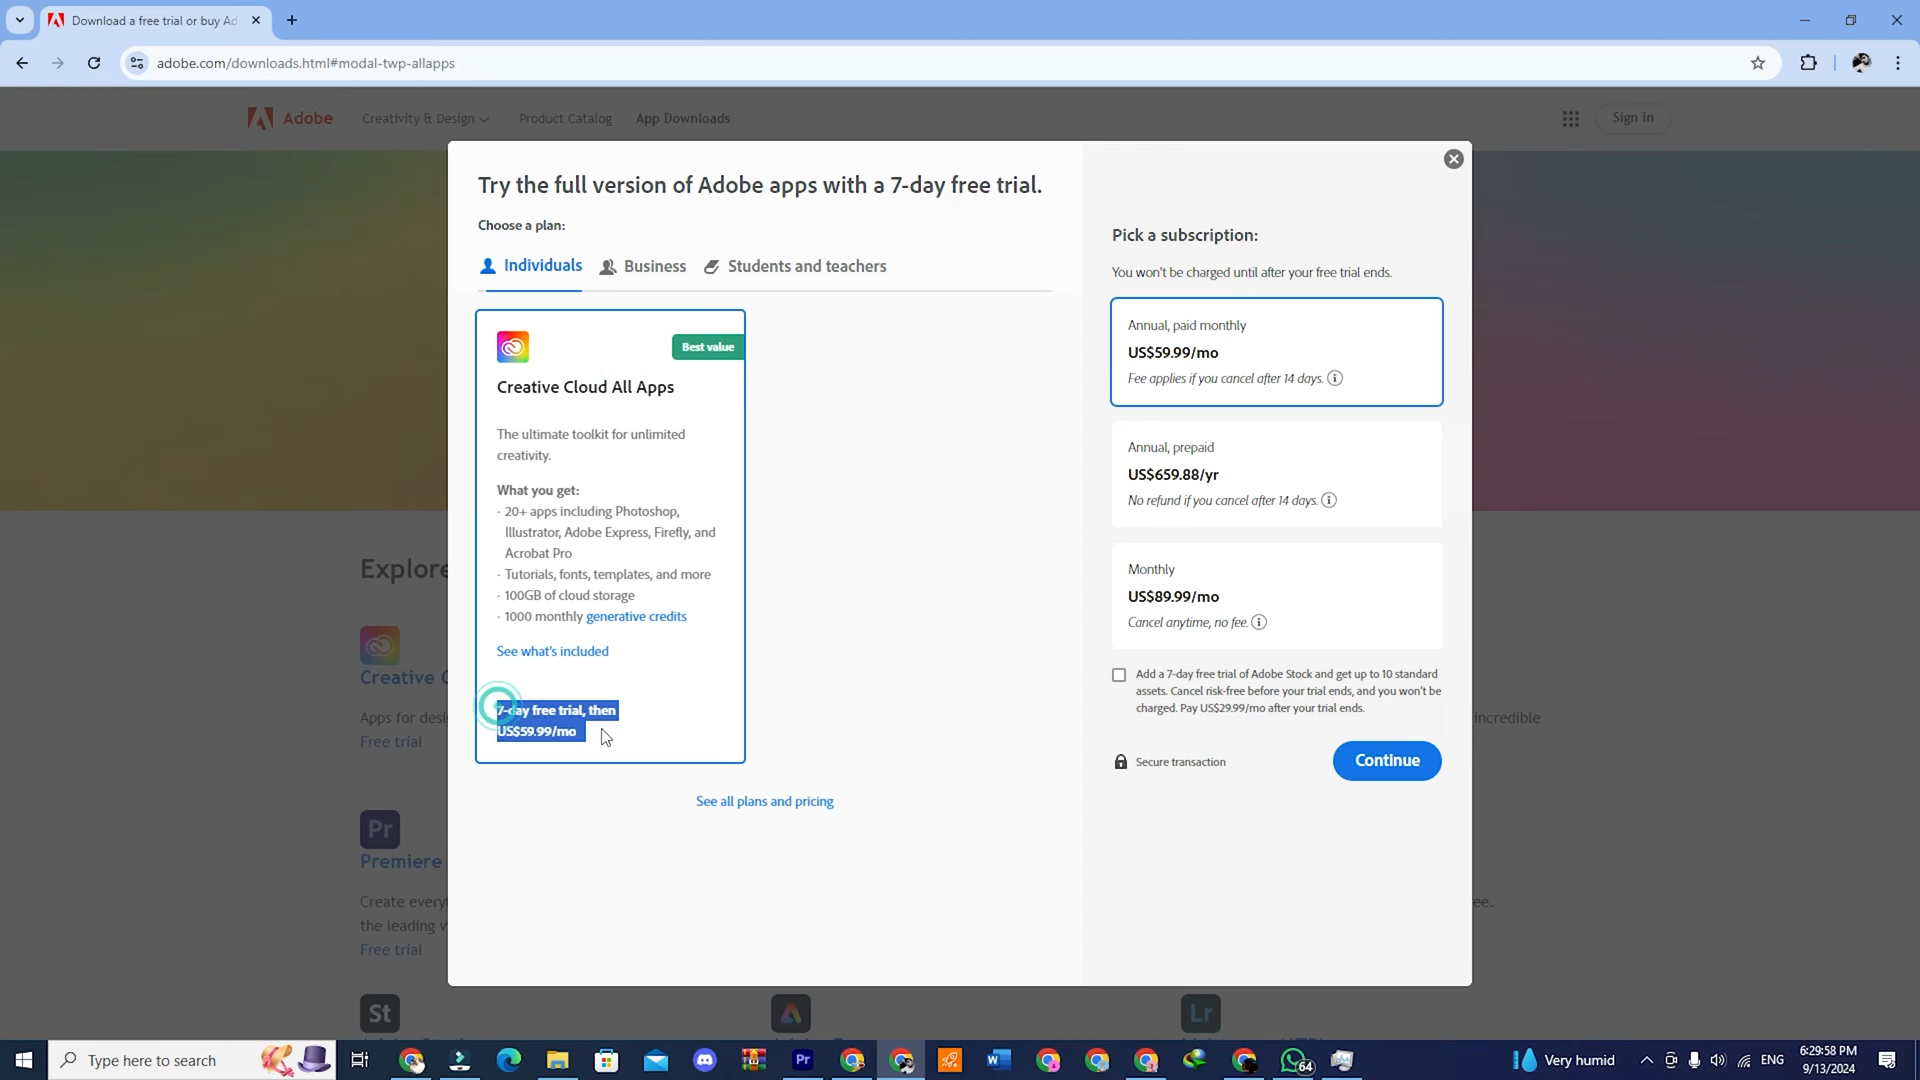 Download a free trial or buy Ad
adobe.com/downloads.html#modal-twp-allapps
Adobe
Creativity & Design
Product Catalog
App Downloads
Sign in
Try the full version of Adobe apps with a 7-day free trial.
Choose a plan:
Individuals
Business
Students and teachers
Best value
Creative Cloud All Apps
The ultimate toolkit for unlimited
creativity.
What you get:
· 20+ apps including Photoshop,
Illustrator, Adobe Express, Firefly, and
Acrobat Pro
· Tutorials, fonts, templates, and more
· 100GB of cloud storage
· 1000 monthly generative credits
See what's included
7-day free trial, then
US$59.99/mo
See all plans and pricing
Pick a subscription:
You won't be charged until after your free trial ends.
Annual, paid monthly
US$59.99/mo
Fee applies if you cancel after 14 days.
Annual, prepaid
US$659.88/yr
No refund if you cancel after 14 days.
Monthly
US$89.99/mo
Cancel anytime, no fee.
Add a 7-day free trial of Adobe Stock and get up to 10 standard
assets. Cancel risk-free before your trial ends, and you won't be
charged. Pay US$29.99/mo after your trial ends.
Secure transaction
Continue
Explore
Creative C
Apps for desi
incredible
Free trial
Pr
Premiere
Create every
ee.
the leading v
Free trial
St
Lr
Type here to search
Pr
64
Very humid
ENG
6:29:58 PM
9/13/2024